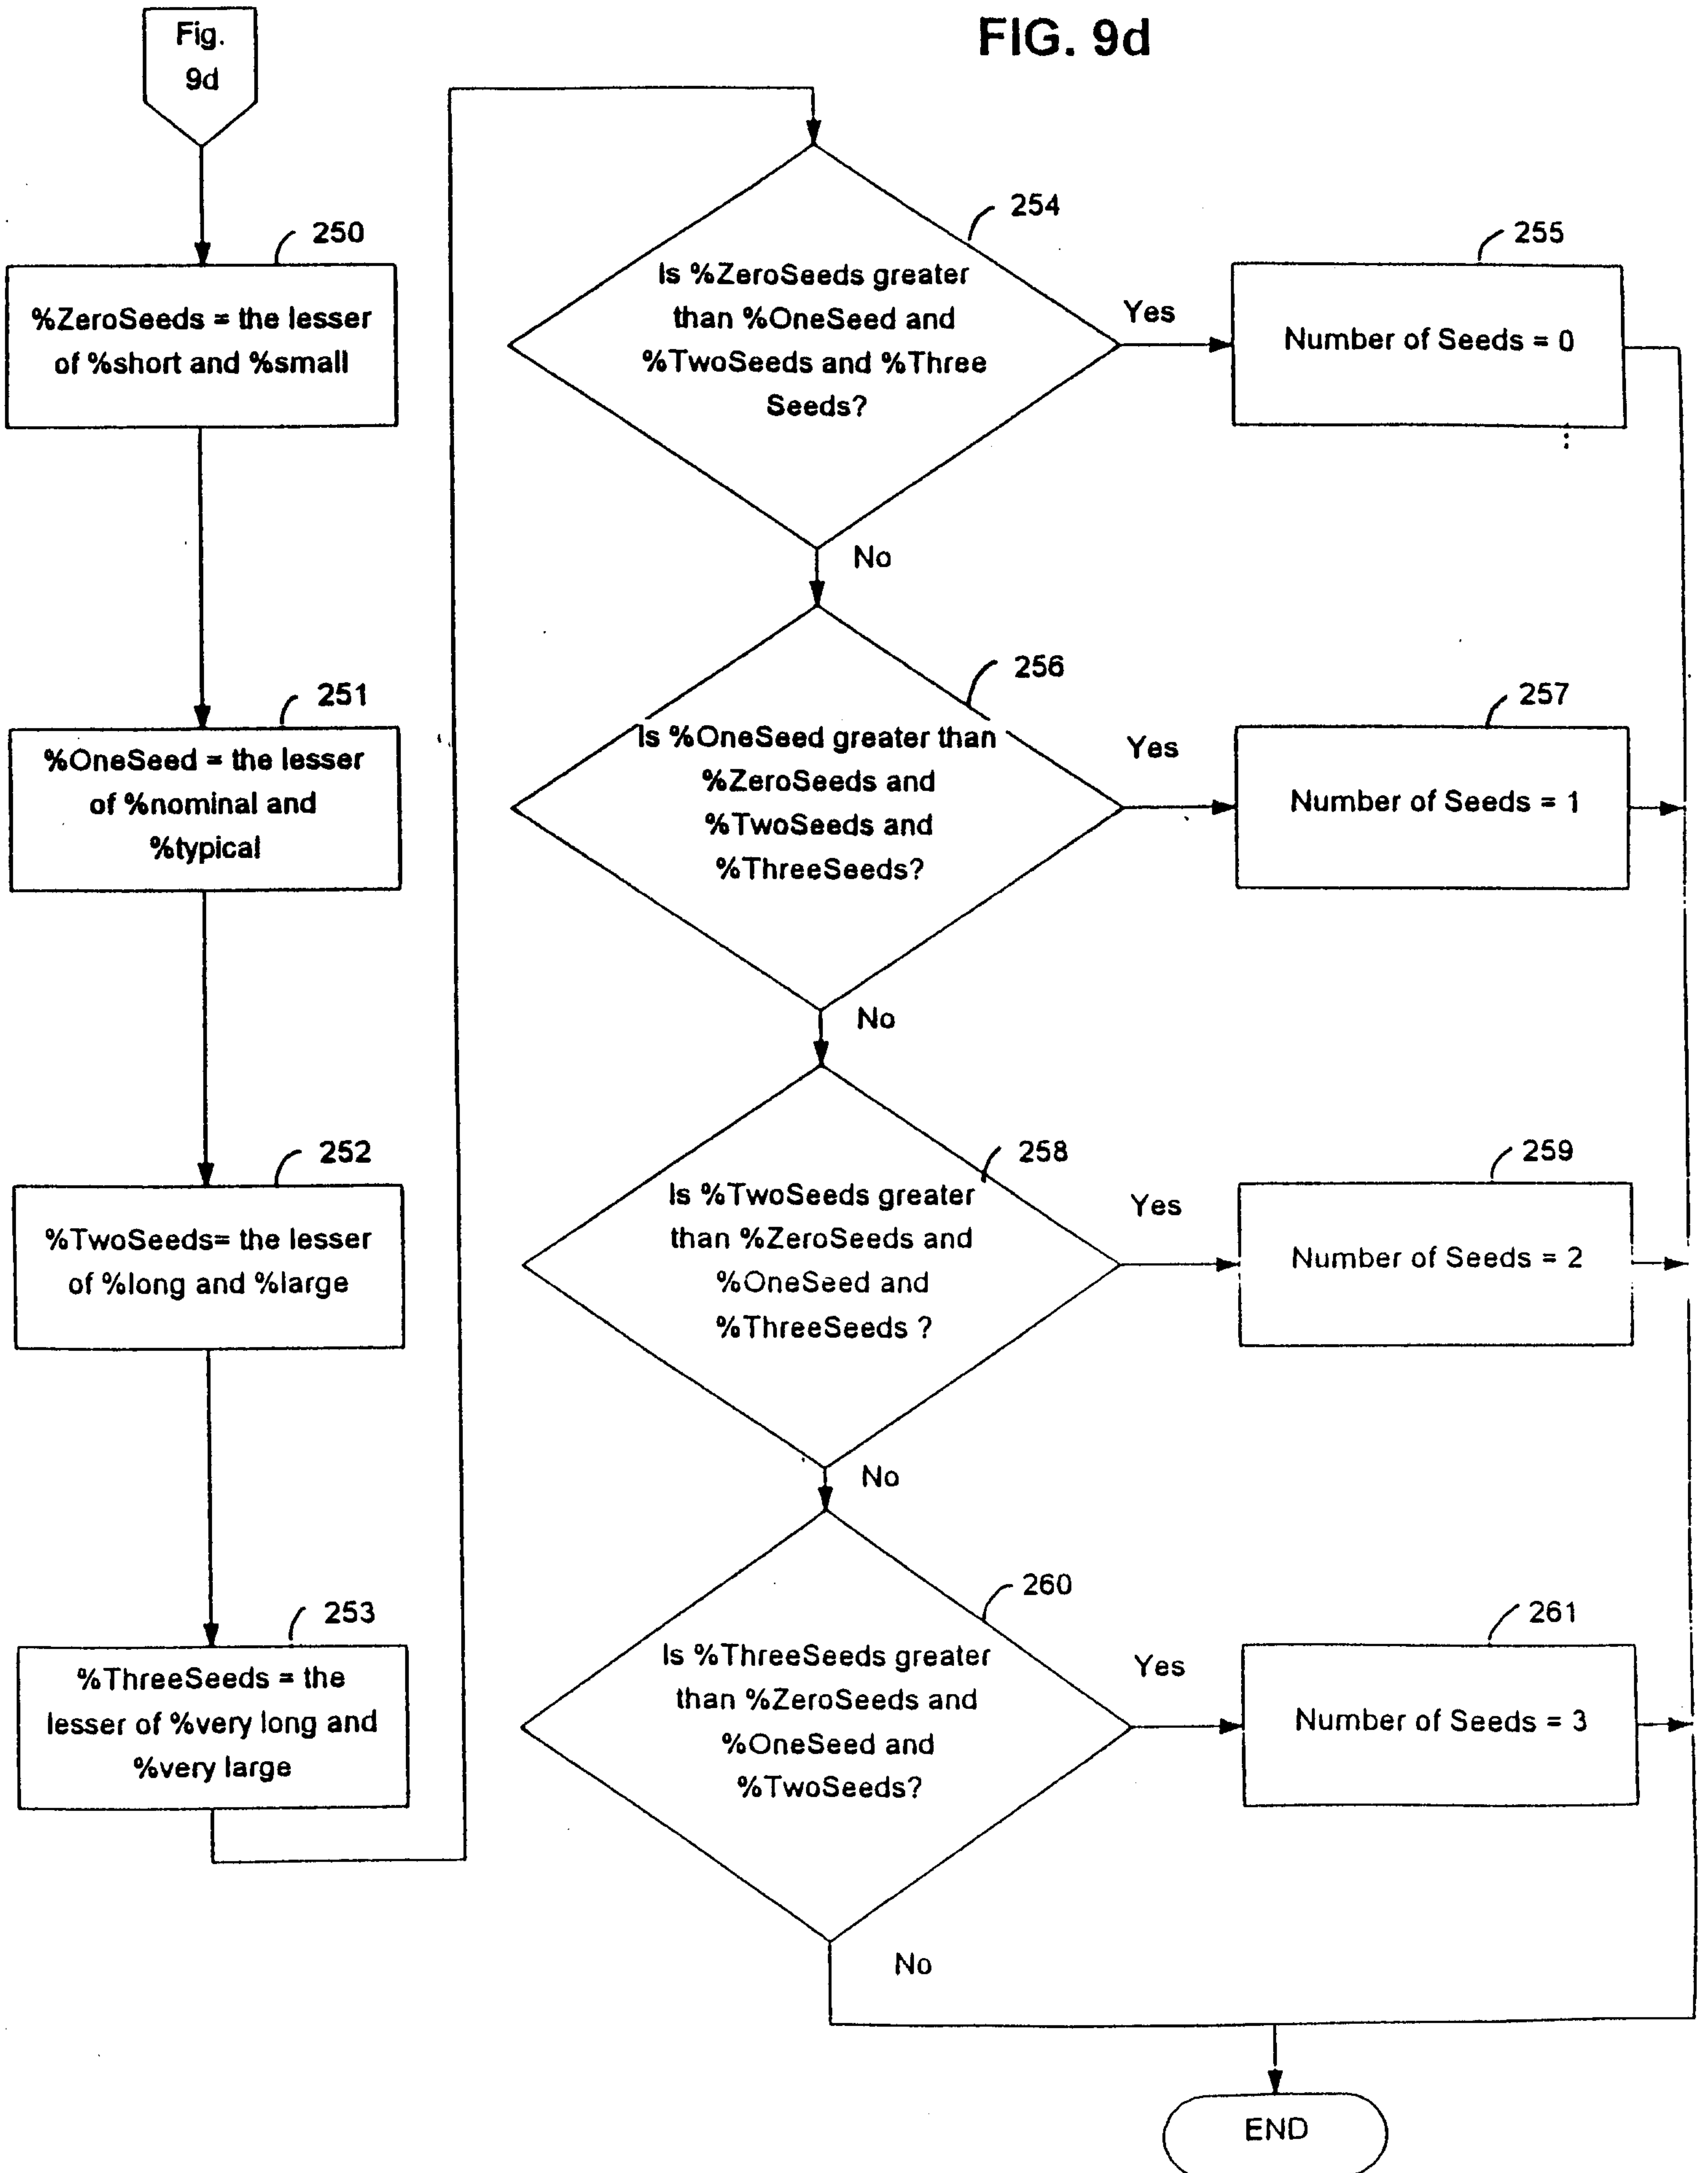 FIG. 9d
Fig.
9d
250
%ZeroSeeds = the lesser
of %short and %small
251
%OneSeed = the lesser
of %nominal and
%typical
252
%TwoSeeds= the lesser
of %long and %large
253
%ThreeSeeds = the
lesser of %very long and
%very large
254
Is %ZeroSeeds greater
than %OneSeed and
%TwoSeeds and %Three
Seeds?
Yes
255
Number of Seeds = 0
No
256
Is %OneSeed greater than
%ZeroSeeds and
%TwoSeeds and
%ThreeSeeds?
Yes
257
Number of Seeds = 1
No
258
Is %TwoSeeds greater
than %ZeroSeeds and
%OneSeed and
%ThreeSeeds ?
Yes
259
Number of Seeds = 2
No
260
Is %ThreeSeeds greater
than %ZeroSeeds and
%OneSeed and
%TwoSeeds?
Yes
261
Number of Seeds = 3
No
END